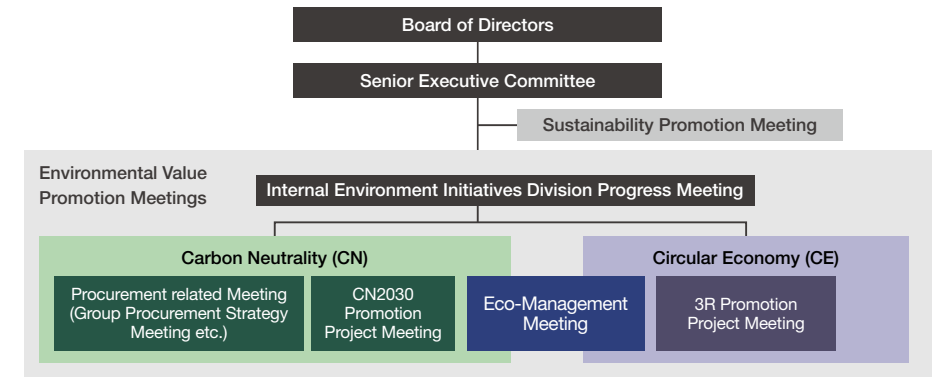 Board of Directors
Senior Executive Committee
Sustainability Promotion Meeting
Environmental Value
Promotion Meetings
Internal Environment Initiatives Division Progress Meeting
Carbon Neutrality (CN)
Procurement related Meeting
(Group Procurement Strategy
Meeting etc.)
CN2030
Promotion
Project Meeting
Eco-Management
Meeting
Circular Economy (CE)
3R Promotion
Project Meeting